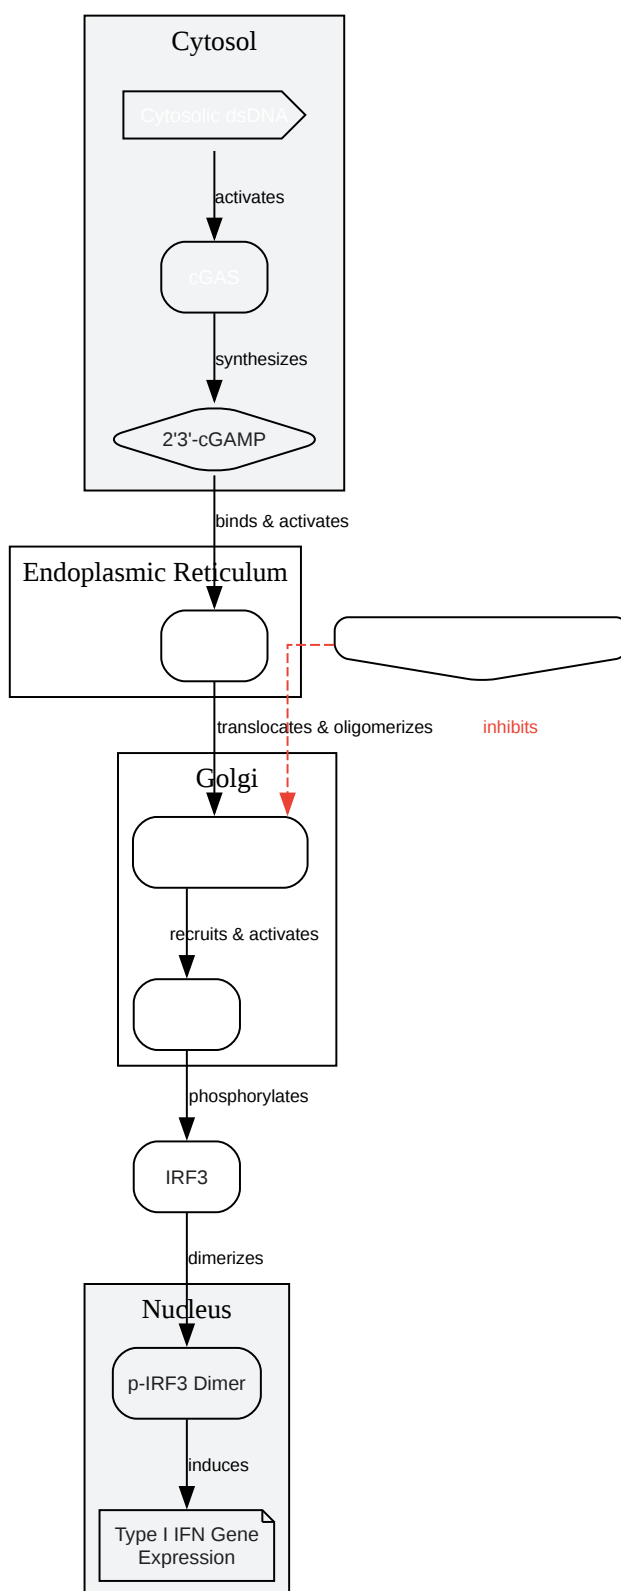 Cytosol
Cytosolic dsDNA
activates
cGAS
synthesizes
2'3'-cGAMP
binds & activates
Endoplasmic Reticulum
translocates & oligomerizes
inhibits
Golgi
recruits & activates
phosphorylates
IRF3
dimerizes
Nucleus
p-IRF3 Dimer
induces
Type I IFN Gene
Expression